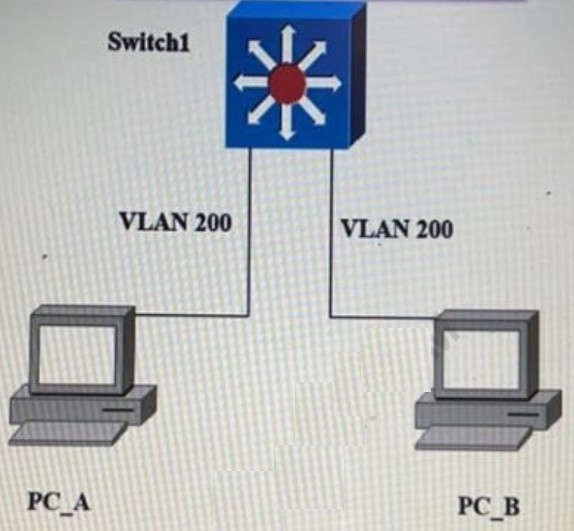 Switch1
VLAN 200
VLAN 200
PC_A
PC_B